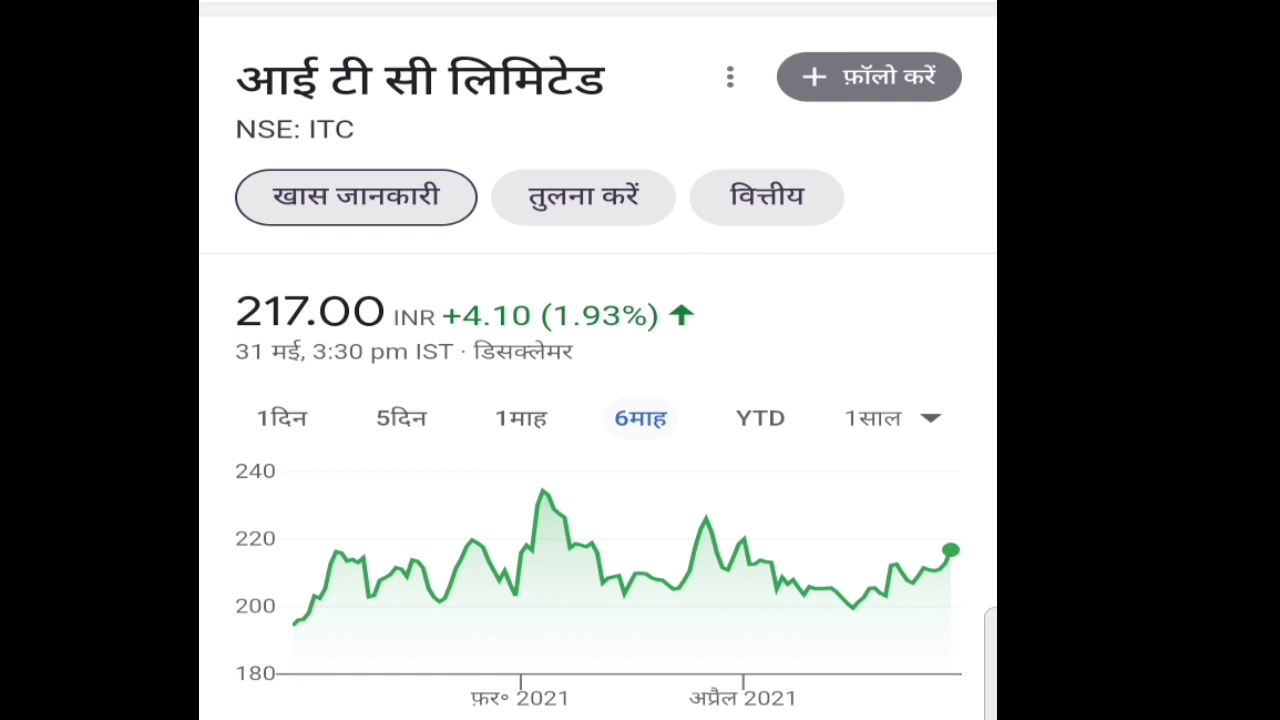 आई टी सी लिमिटेड
+ फ़ॉलो करें
NSE: ITC
खास जानकारी तुलना करें वित्तीय
217.00 INR +4.10 (1.93%)
31 मई, 3:30 pm IST · डिसक्लेमर
1दिन 5दिन 1माह 6माह YTD 1साल
240
220
200
180
फ़र॰ 2021 अप्रैल 2021